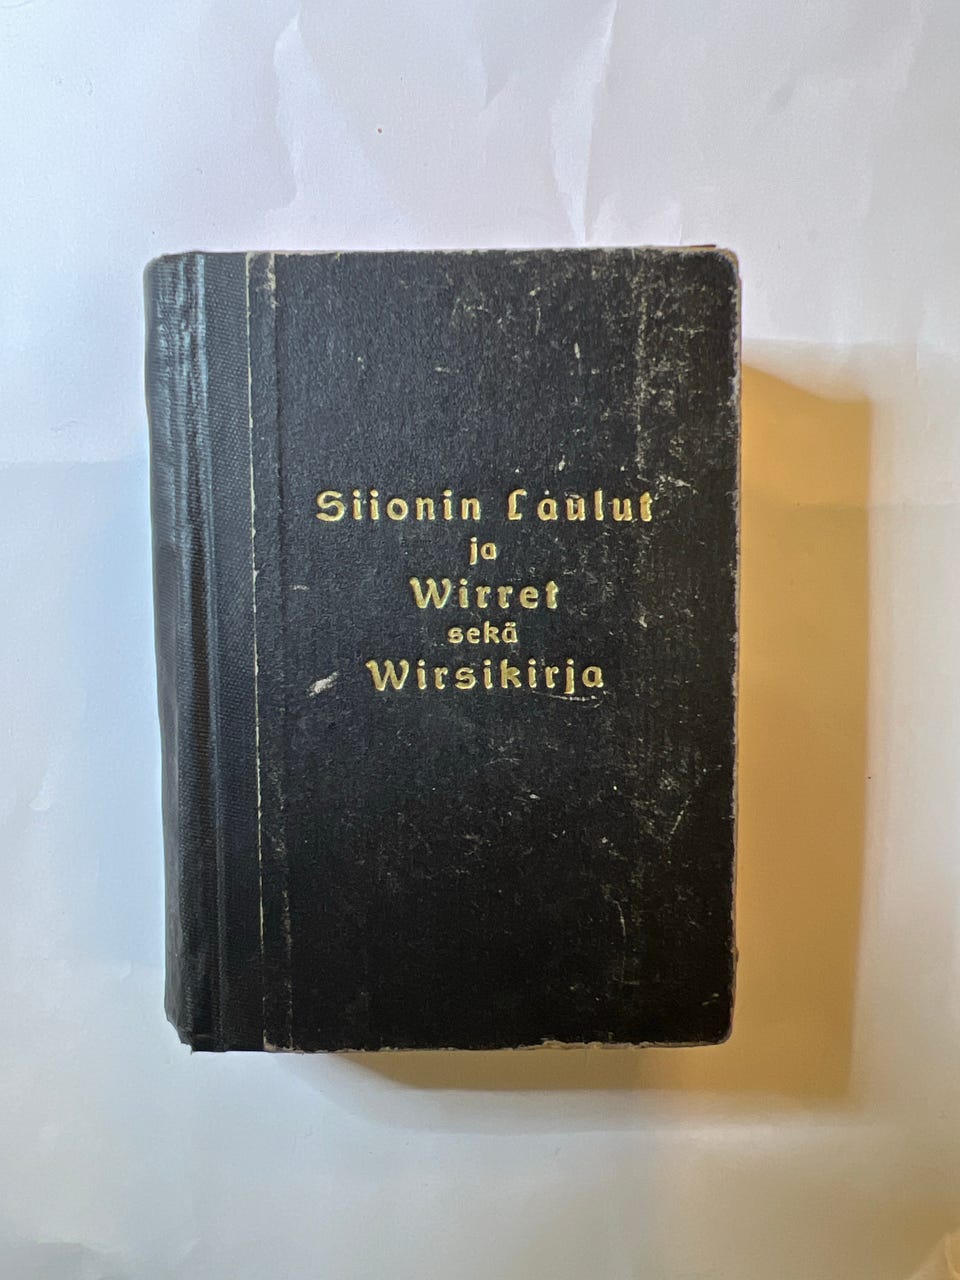 Siionin Laulut
ja
Wirret
sekä
Wirsikirja